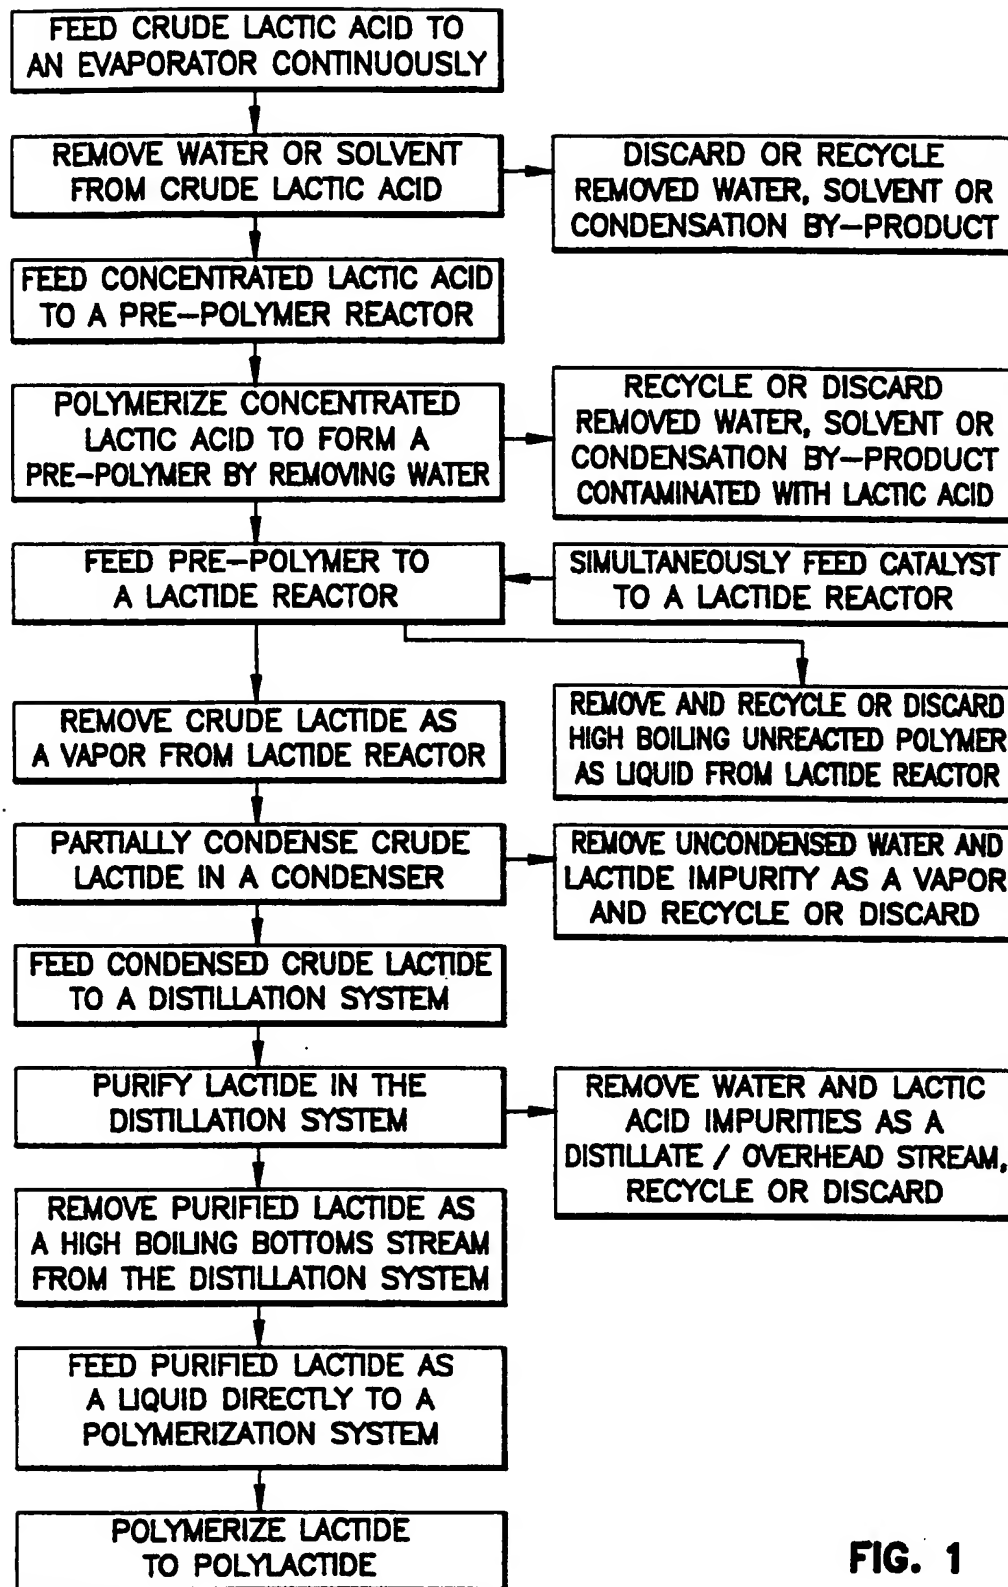 FEED CRUDE LACTIC ACID TO
AN EVAPORATOR CONTINUOUSLY
REMOVE WATER OR SOLVENT
FROM CRUDE LACTIC ACID
DISCARD OR RECYCLE
REMOVED WATER, SOLVENT OR
CONDENSATION BY-PRODUCT
FEED CONCENTRATED LACTIC ACID
TO A PRE-POLYMER REACTOR
POLYMERIZE CONCENTRATED
LACTIC ACID TO FORM A
PRE-POLYMER BY REMOVING WATER
RECYCLE OR DISCARD
REMOVED WATER, SOLVENT OR
CONDENSATION BY-PRODUCT
CONTAMINATED WITH LACTIC ACID
FEED PRE-POLYMER TO
A LACTIDE REACTOR
SIMULTANEOUSLY FEED CATALYST
TO A LACTIDE REACTOR
REMOVE CRUDE LACTIDE AS
A VAPOR FROM LACTIDE REACTOR
REMOVE AND RECYCLE OR DISCARD
HIGH BOILING UNREACTED POLYMER
AS LIQUID FROM LACTIDE REACTOR
PARTIALLY CONDENSE CRUDE
LACTIDE IN A CONDENSER
REMOVE UNCONDENSED WATER AND
LACTIDE IMPURITY AS A VAPOR
AND RECYCLE OR DISCARD
FEED CONDENSED CRUDE LACTIDE
TO A DISTILLATION SYSTEM
PURIFY LACTIDE IN THE
DISTILLATION SYSTEM
REMOVE WATER AND LACTIC
ACID IMPURITIES AS A
DISTILLATE / OVERHEAD STREAM,
RECYCLE OR DISCARD
REMOVE PURIFIED LACTIDE AS
A HIGH BOILING BOTTOMS STREAM
FROM THE DISTILLATION SYSTEM
FEED PURIFIED LACTIDE AS
A LIQUID DIRECTLY TO A
POLYMERIZATION SYSTEM
POLYMERIZE LACTIDE
TO POLYLACTIDE
FIG. 1